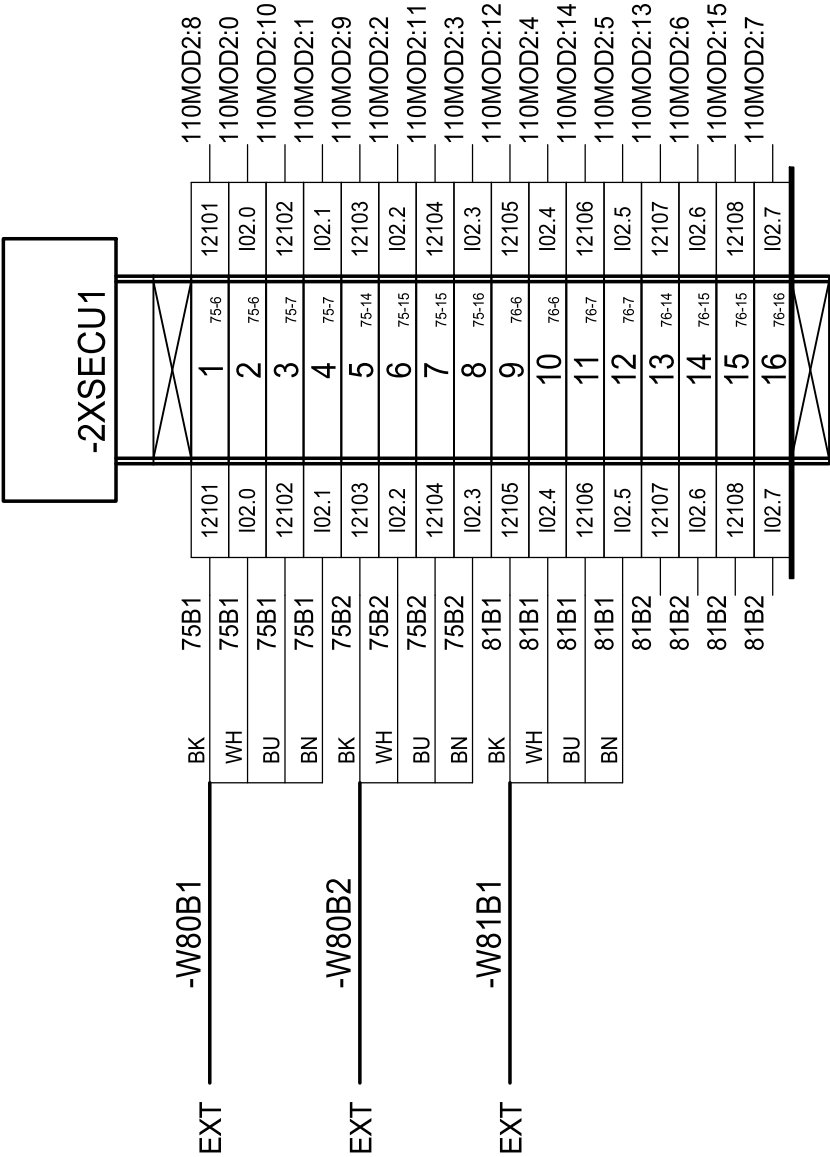 -2XSECU1
EXT -W80B1 BK 75B1 12101 1 75-6 12101 110MOD2:8
WH 75B1 I02.0 2 75-6 I02.0 110MOD2:0
BU 75B1 12102 3 75-7 12102 110MOD2:10
BN 75B1 I02.1 4 75-7 I02.1 110MOD2:1
EXT -W80B2 BK 75B2 12103 5 75-14 12103 110MOD2:9
WH 75B2 I02.2 6 75-15 I02.2 110MOD2:2
BU 75B2 12104 7 75-15 12104 110MOD2:11
BN 75B2 I02.3 8 75-16 I02.3 110MOD2:3
EXT -W81B1 BK 81B1 12105 9 76-6 12105 110MOD2:12
WH 81B1 I02.4 10 76-6 I02.4 110MOD2:4
BU 81B1 12106 11 76-7 12106 110MOD2:14
BN 81B1 I02.5 12 76-7 I02.5 110MOD2:5
81B2 12107 13 76-14 12107 110MOD2:13
81B2 I02.6 14 76-15 I02.6 110MOD2:6
81B2 12108 15 76-15 12108 110MOD2:15
81B2 I02.7 16 76-16 I02.7 110MOD2:7